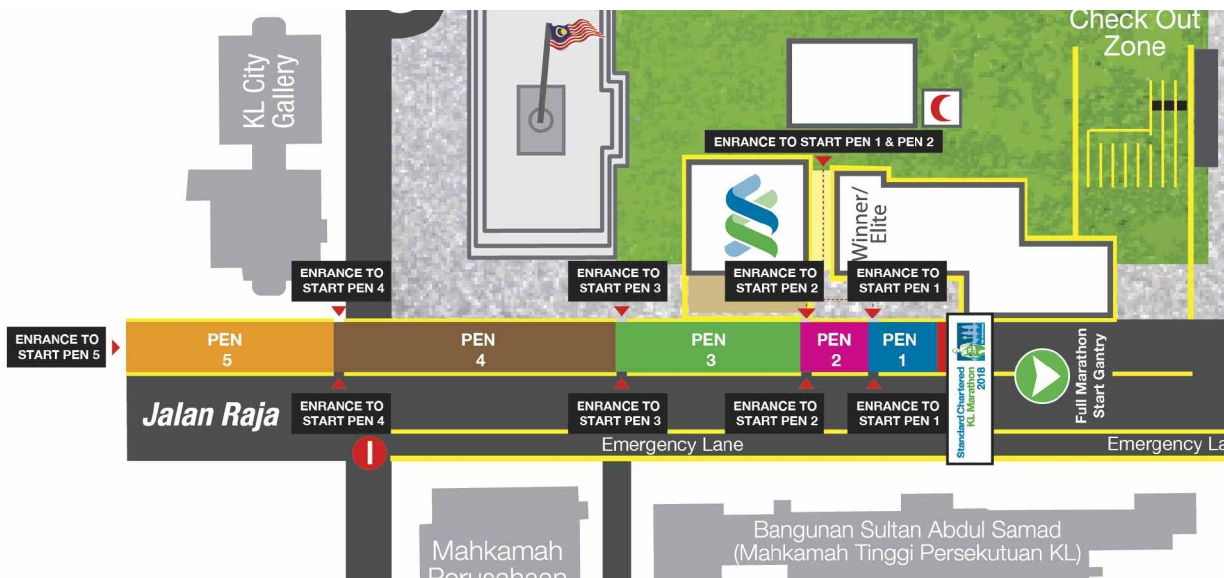 Check Out
Zone
KL City
Gallery
ENRANCE TO START PEN 1 & PEN 2
Winner/
Elite
ENRANCE TO
START PEN 4
ENRANCE TO
START PEN 3
ENRANCE TO
START PEN 2
ENRANCE TO
START PEN 1
ENRANCE TO
START PEN 5
PEN
5
PEN
4
PEN
3
PEN
2
PEN
1
Standard Chartered
KL Marathon
2018
Full Marathon
Start Gantry
Jalan Raja
ENRANCE TO
START PEN 4
ENRANCE TO
START PEN 3
ENRANCE TO
START PEN 2
ENRANCE TO
START PEN 1
I
Emergency Lane
Emergency
Mahkamah
Perusahaan
Bangunan Sultan Abdul Samad
(Mahkamah Tinggi Persekutuan KL)